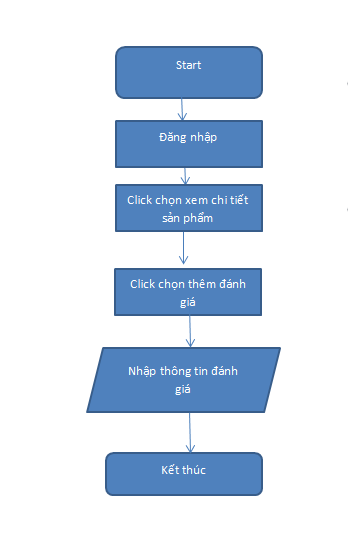 Start
Đăng nhập
Click chọn xem chi tiết
sản phẩm
Click chọn thêm đánh
giá
Nhập thông tin đánh
giá
Kết thúc